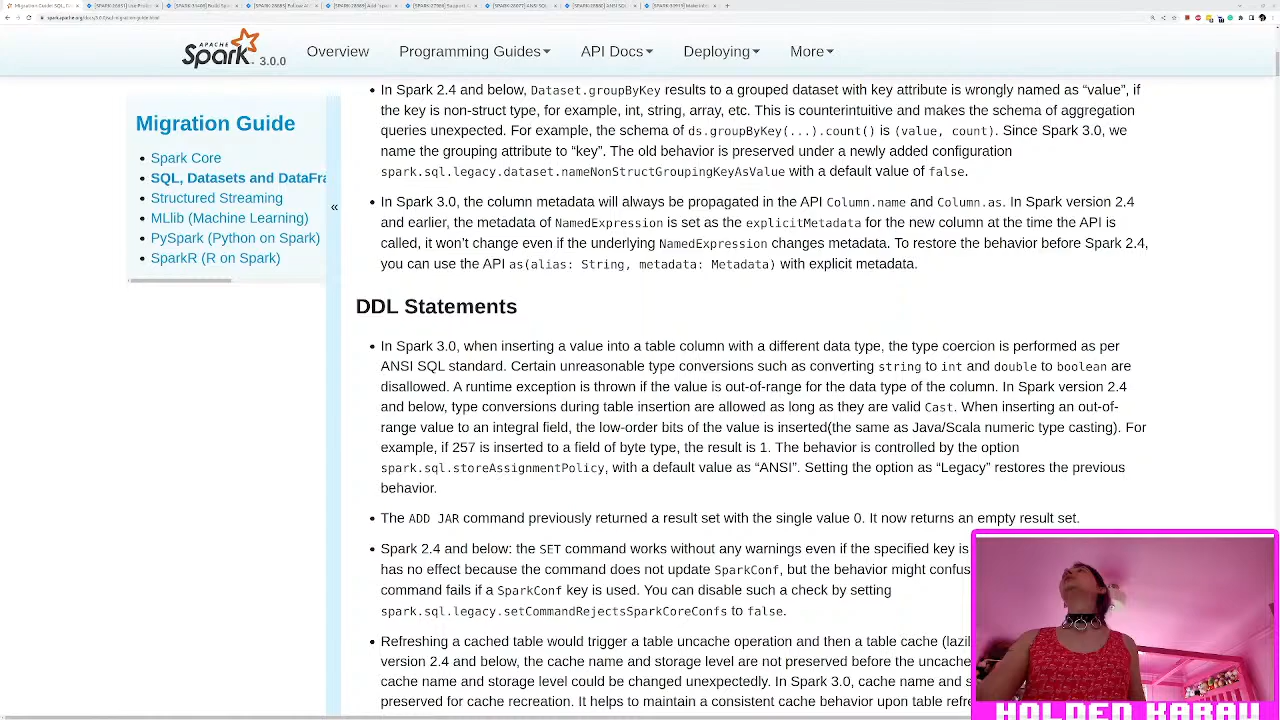 Migration Guide: SQL, D
APACHE
Spark 3.0.0
Overview
Programming Guides
API Docs
Deploying
More
Migration Guide
Spark Core
SQL, Datasets and DataFra
Structured Streaming
MLlib (Machine Learning)
PySpark (Python on Spark)
SparkR (R on Spark)
«
In Spark 2.4 and below, Dataset.groupByKey results to a grouped dataset with key attribute is wrongly named as “value”, if
the key is non-struct type, for example, int, string, array, etc. This is counterintuitive and makes the schema of aggregation
queries unexpected. For example, the schema of ds.groupByKey(...).count() is (value, count). Since Spark 3.0, we
name the grouping attribute to “key”. The old behavior is preserved under a newly added configuration
spark.sql.legacy.dataset.nameNonStructGroupingKeyAsValue with a default value of false.
In Spark 3.0, the column metadata will always be propagated in the API Column.name and Column.as. In Spark version 2.4
and earlier, the metadata of NamedExpression is set as the explicitMetadata for the new column at the time the API is
called, it won’t change even if the underlying NamedExpression changes metadata. To restore the behavior before Spark 2.4,
you can use the API as(alias: String, metadata: Metadata) with explicit metadata.
DDL Statements
In Spark 3.0, when inserting a value into a table column with a different data type, the type coercion is performed as per
ANSI SQL standard. Certain unreasonable type conversions such as converting string to int and double to boolean are
disallowed. A runtime exception is thrown if the value is out-of-range for the data type of the column. In Spark version 2.4
and below, type conversions during table insertion are allowed as long as they are valid Cast. When inserting an out-of-
range value to an integral field, the low-order bits of the value is inserted(the same as Java/Scala numeric type casting). For
example, if 257 is inserted to a field of byte type, the result is 1. The behavior is controlled by the option
spark.sql.storeAssignmentPolicy, with a default value as “ANSI”. Setting the option as “Legacy” restores the previous
behavior.
The ADD JAR command previously returned a result set with the single value 0. It now returns an empty result set.
Spark 2.4 and below: the SET command works without any warnings even if the specified key is
has no effect because the command does not update SparkConf, but the behavior might confus
command fails if a SparkConf key is used. You can disable such a check by setting
spark.sql.legacy.setCommandRejectsSparkCoreConfs to false.
Refreshing a cached table would trigger a table uncache operation and then a table cache (lazil
version 2.4 and below, the cache name and storage level are not preserved before the uncache
cache name and storage level could be changed unexpectedly. In Spark 3.0, cache name and s
preserved for cache recreation. It helps to maintain a consistent cache behavior upon table refre
HOLDEN KARAU